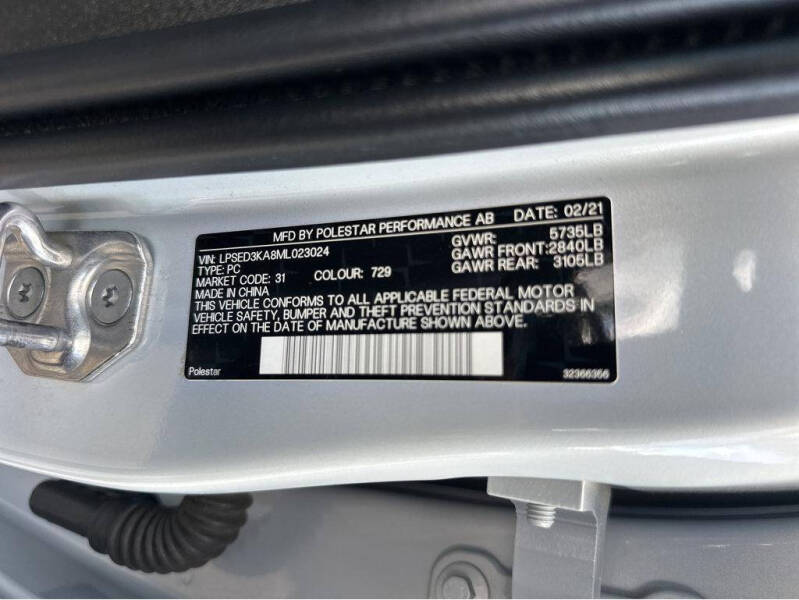 MFD BY POLESTAR PERFORMANCE AB DATE: 02/21
VIN: LPSED3KA8ML023024 GVWR: 5735LB
TYPE: PC GAWR FRONT:2840LB
MARKET CODE: 31 COLOUR: 729 GAWR REAR: 3105LB
MADE IN CHINA
THIS VEHICLE CONFORMS TO ALL APPLICABLE FEDERAL MOTOR
VEHICLE SAFETY, BUMPER AND THEFT PREVENTION STANDARDS IN
EFFECT ON THE DATE OF MANUFACTURE SHOWN ABOVE.
Polestar 32366366